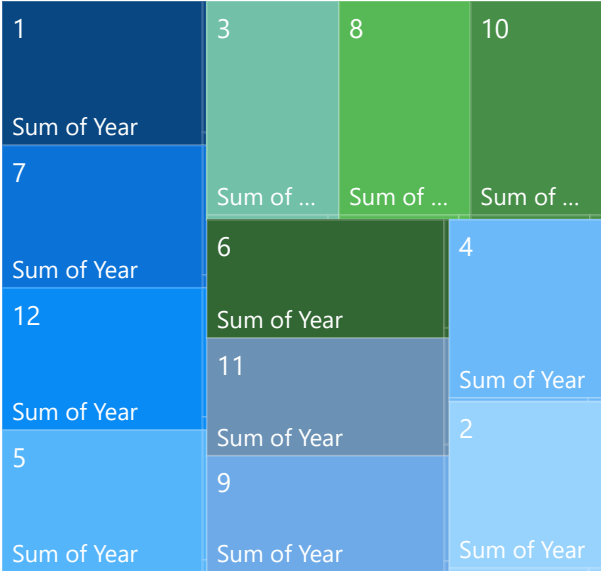 1
Sum of Year
7
Sum of Year
12
Sum of Year
5
Sum of Year
3
Sum of ...
8
Sum of ...
10
Sum of ...
6
Sum of Year
11
Sum of Year
9
Sum of Year
4
Sum of Year
2
Sum of Year